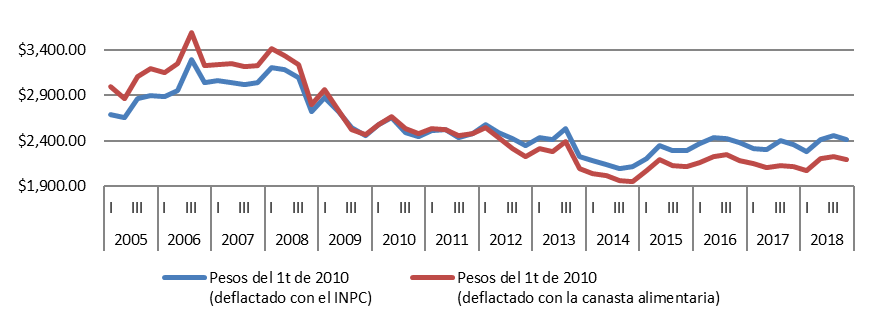 $3,400.00
$2,900.00
$2,400.00
$1,900.00
I III I III I III I III I III I III I III I III I III I III I III I III I III I III
2005 2006 2007 2008 2009 2010 2011 2012 2013 2014 2015 2016 2017 2018
Pesos del 1t de 2010 Pesos del 1t de 2010
(deflactado con el INPC) (deflactado con la canasta alimentaria)